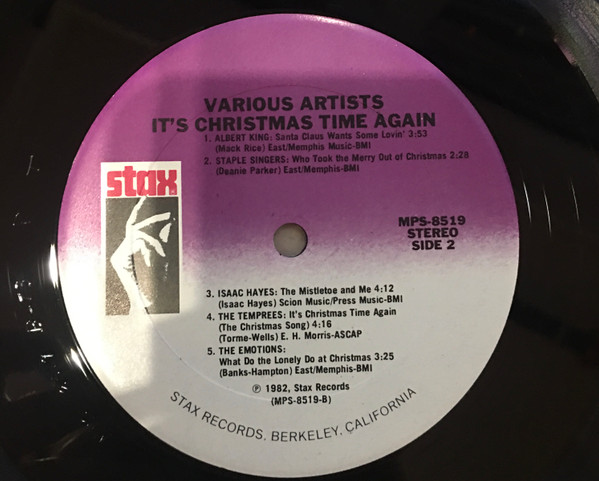 VARIOUS ARTISTS
IT'S CHRISTMAS TIME AGAIN
1. ALBERT KING: Santa Claus Wants Some Lovin' 3:53
(Mack Rice) East/Memphis Music-BMI
2. STAPLE SINGERS: Who Took the Merry Out of Christmas 2:28
(Deanie Parker) East/Memphis-BMI
stax
MPS-8519
STEREO
SIDE 2
3. ISAAC HAYES: The Mistletoe and Me 4:12
(Isaac Hayes) Scion Music/Press Music-BMI
4. THE TEMPREES: It's Christmas Time Again
(The Christmas Song) 4:16
(Torme-Wells) E. H. Morris-ASCAP
5. THE EMOTIONS:
What Do the Lonely Do at Christmas 3:25
(Banks-Hampton) East/Memphis-BMI
℗ 1982, Stax Records
(MPS-8519-B)
STAX RECORDS, BERKELEY, CALIFORNIA